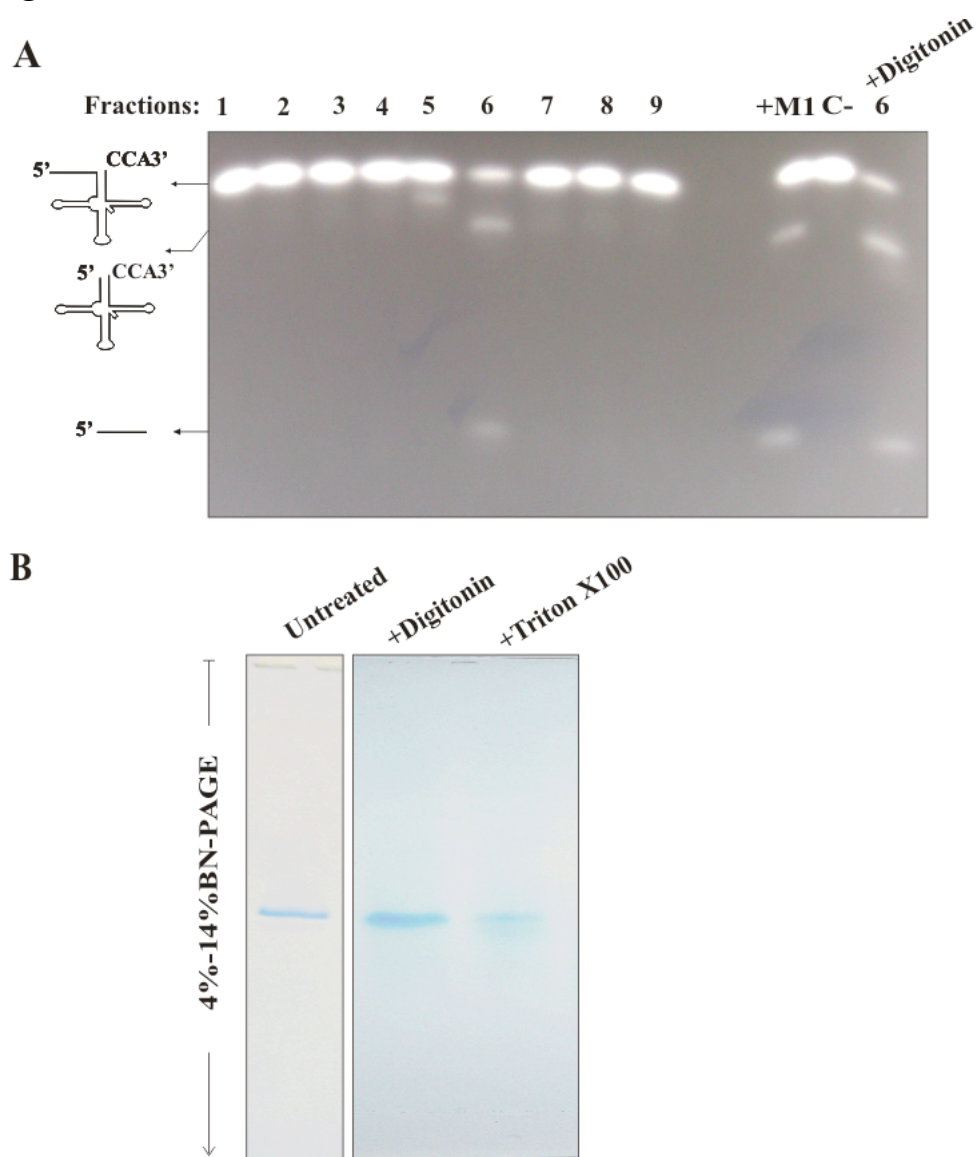 A
+Digitonin
Fractions: 1 2 3 4 5 6 7 8 9 +M1 C- 6
5' CCA3'
5' CCA3'
5'
B
Untreated +Digitonin +Triton X100
4%-14%BN-PAGE